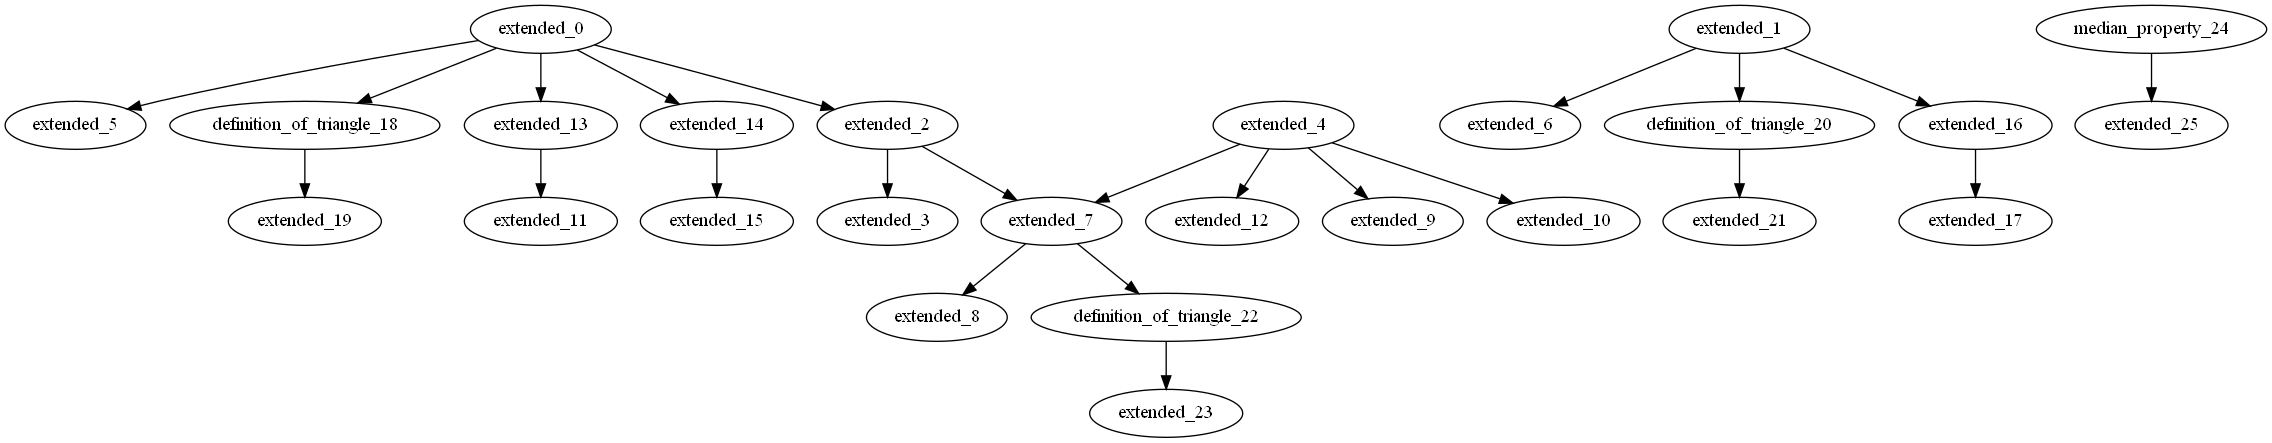 extended_0
extended_1
median_property_24
extended_5
definition_of_triangle_18
extended_13
extended_14
extended_2
extended_4
extended_6
definition_of_triangle_20
extended_16
extended_25
extended_19
extended_11
extended_15
extended_3
extended_7
extended_12
extended_9
extended_10
extended_21
extended_17
extended_8
definition_of_triangle_22
extended_23